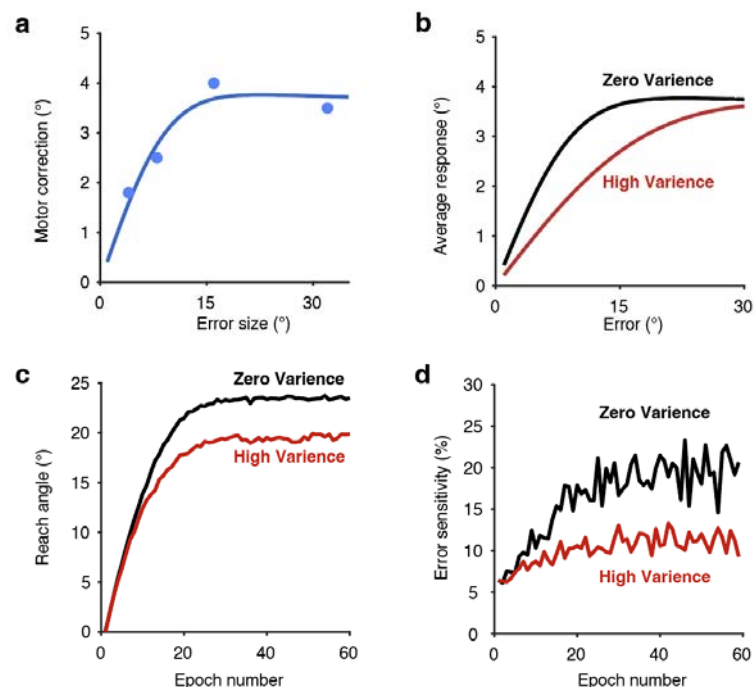 a
5
4
3
2
1
0
0
15
30
Motor correction (°)
Error size (°)
b
5
4
3
2
1
0
0
15
30
Average response (°)
Error (°)
Zero Varience
High Varience
c
25
20
15
10
5
0
0
20
40
60
Reach angle (°)
Epoch number
Zero Varience
High Varience
d
30
25
20
15
10
5
0
0
20
40
60
Error sensitivity (%)
Epoch number
Zero Varience
High Varience